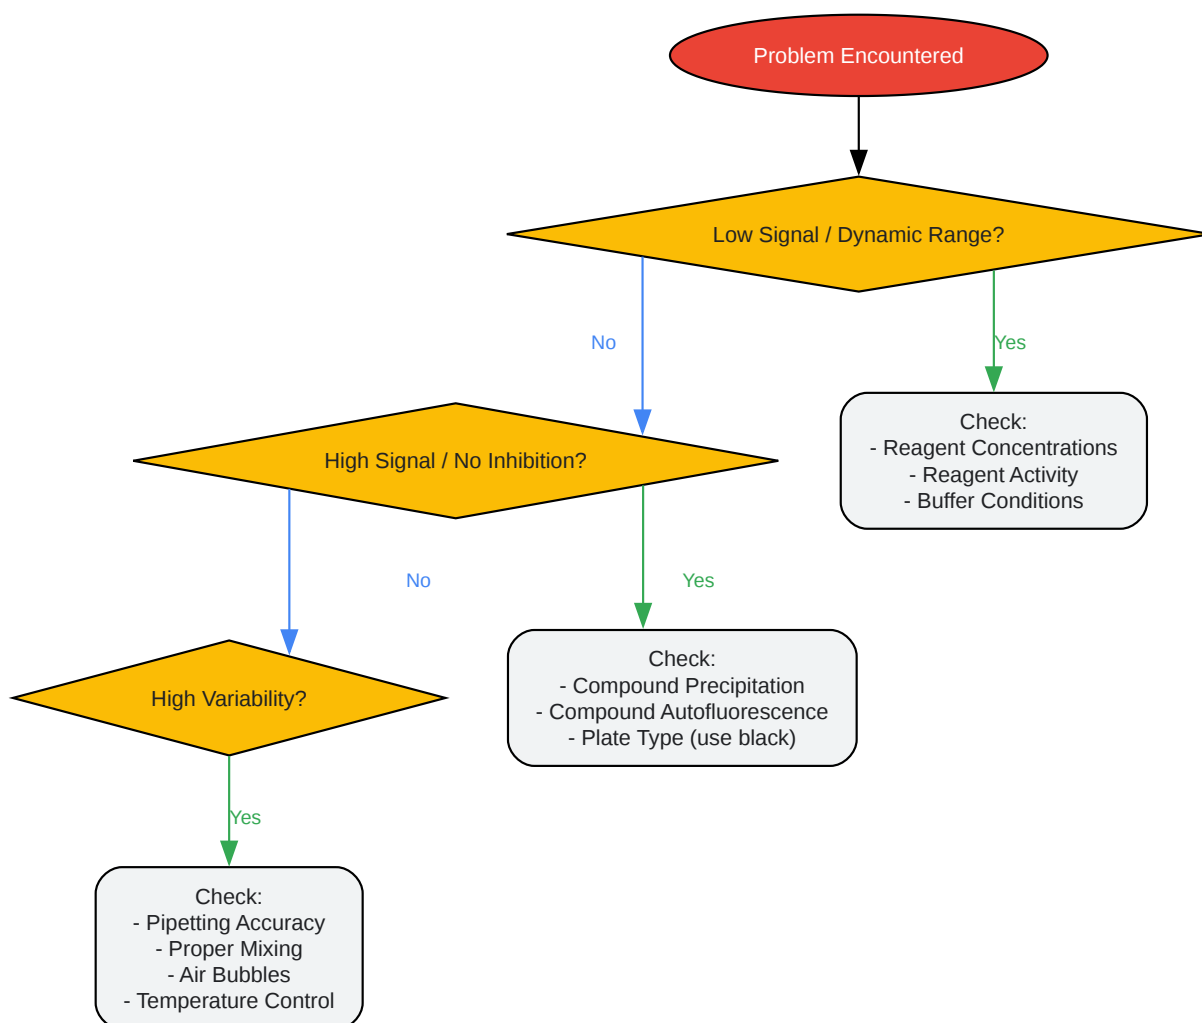 Problem Encountered
Low Signal / Dynamic Range?
No
Yes
Check:
- Reagent Concentrations
- Reagent Activity
- Buffer Conditions
High Signal / No Inhibition?
No
Yes
Check:
- Compound Precipitation
- Compound Autofluorescence
- Plate Type (use black)
High Variability?
Yes
Check:
- Pipetting Accuracy
- Proper Mixing
- Air Bubbles
- Temperature Control